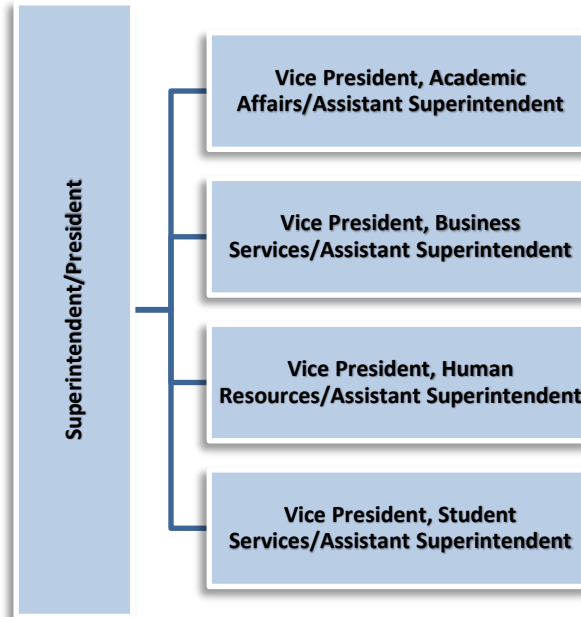 Superintendent/President
Vice President, Academic
Affairs/Assistant Superintendent
Vice President, Business
Services/Assistant Superintendent
Vice President, Human
Resources/Assistant Superintendent
Vice President, Student
Services/Assistant Superintendent